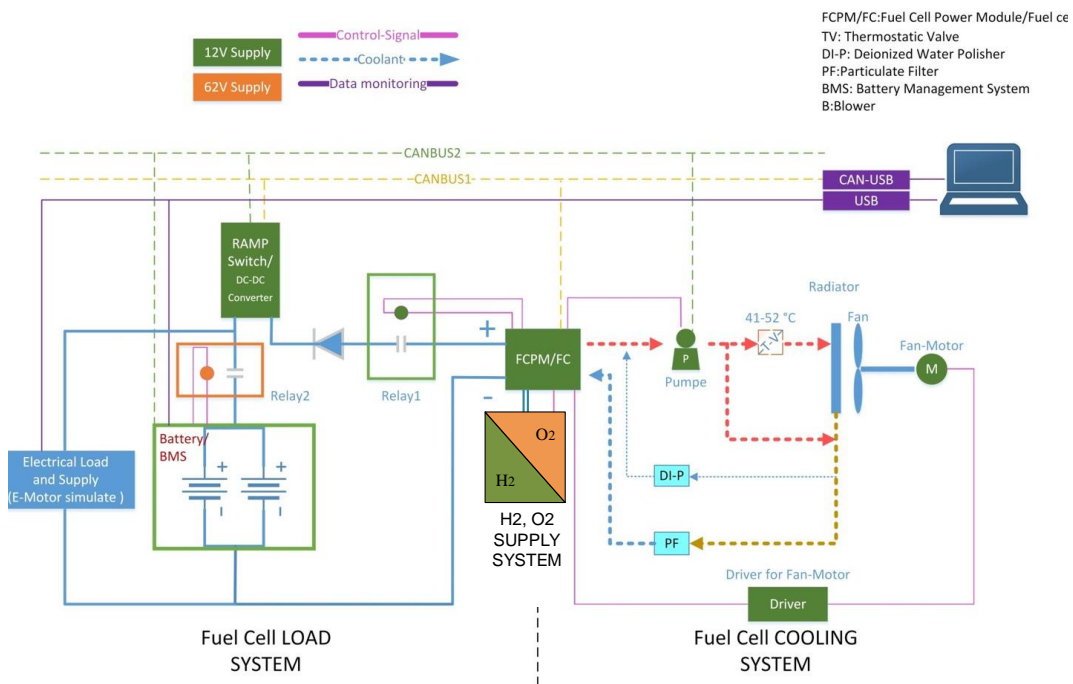 FCPM/FC:Fuel Cell Power Module/Fuel ce
TV: Thermostatic Valve
DI-P: Deionized Water Polisher
PF:Particulate Filter
BMS: Battery Management System
B:Blower
12V Supply
62V Supply
Control-Signal
Coolant
Data monitoring
CANBUS2
CANBUS1
CAN-USB
USB
RAMP
Switch/
DC-DC
Converter
Relay1
Relay2
+
FCPM/FC
-
P
Pumpe
41-52 °C
T-V
Radiator
Fan
Fan-Motor
M
Battery/
BMS
+
+
Electrical Load
and Supply
(E-Motor simulate )
O2
H2
H2, O2
SUPPLY
SYSTEM
DI-P
PF
Driver for Fan-Motor
Driver
Fuel Cell LOAD
SYSTEM
Fuel Cell COOLING
SYSTEM